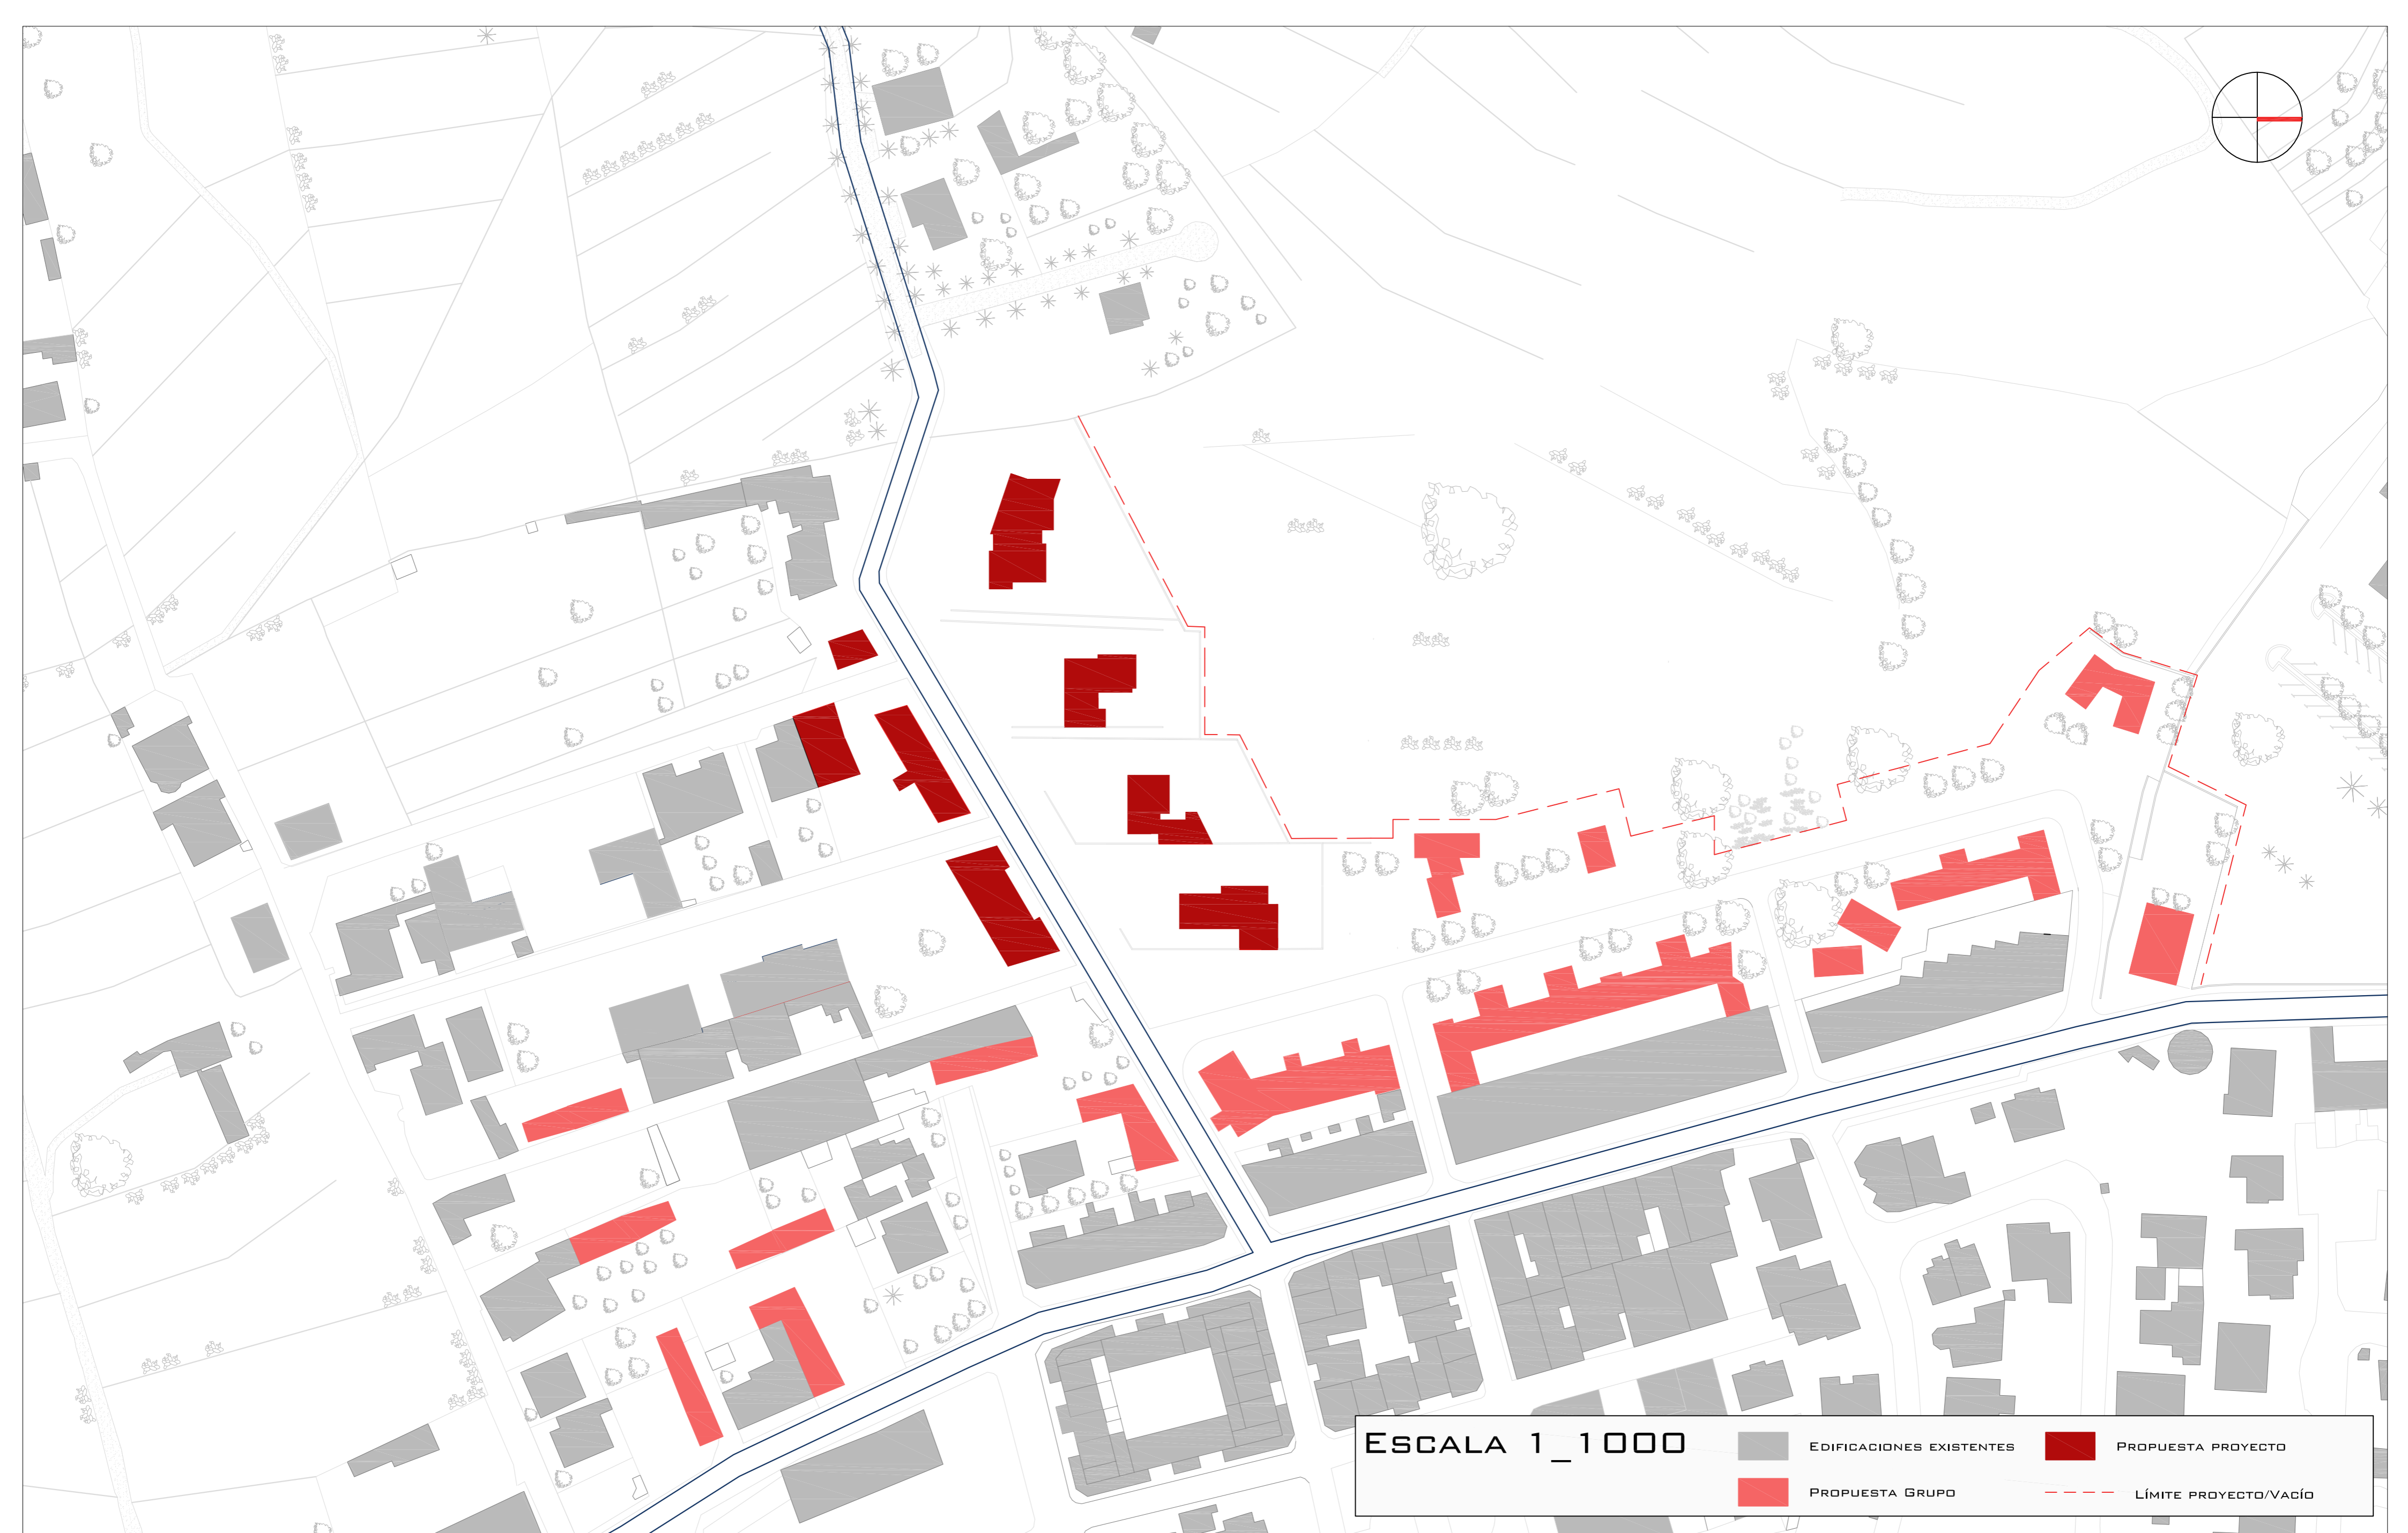 Escala 1_1000
Edificaciones existentes
Propuesta proyecto
Propuesta Grupo
Límite proyecto/Vacío